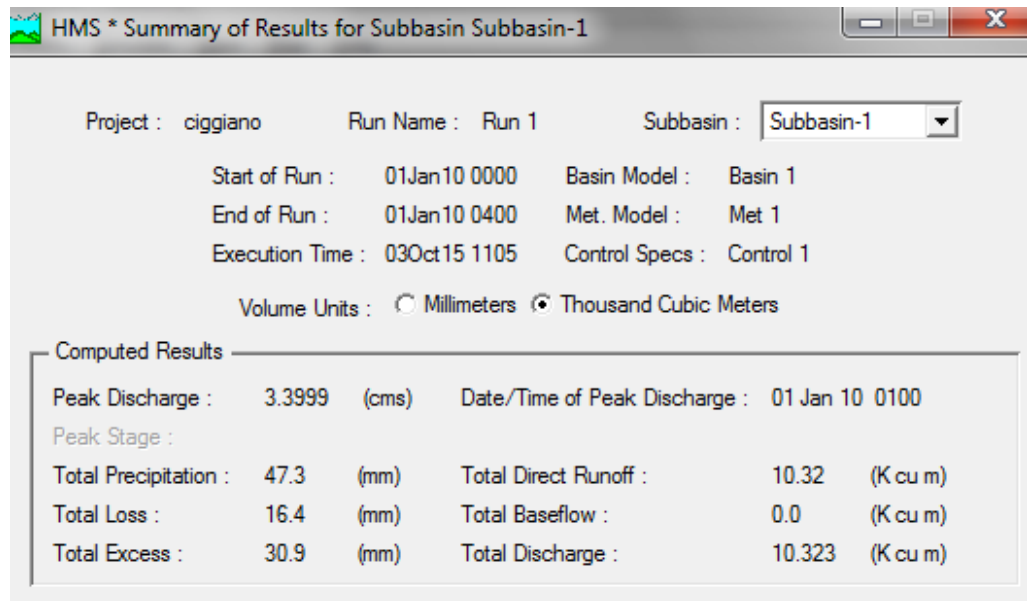 HMS * Summary of Results for Subbasin Subbasin-1
Project : ciggiano Run Name : Run 1 Subbasin : Subbasin-1
Start of Run : 01Jan10 0000 Basin Model : Basin 1
End of Run : 01Jan10 0400 Met. Model : Met 1
Execution Time : 03Oct15 1105 Control Specs : Control 1
Volume Units : Millimeters Thousand Cubic Meters
Computed Results
Peak Discharge : 3.3999 (cms) Date/Time of Peak Discharge : 01 Jan 10 0100
Peak Stage :
Total Precipitation : 47.3 (mm) Total Direct Runoff : 10.32 (K cu m)
Total Loss : 16.4 (mm) Total Baseflow : 0.0 (K cu m)
Total Excess : 30.9 (mm) Total Discharge : 10.323 (K cu m)